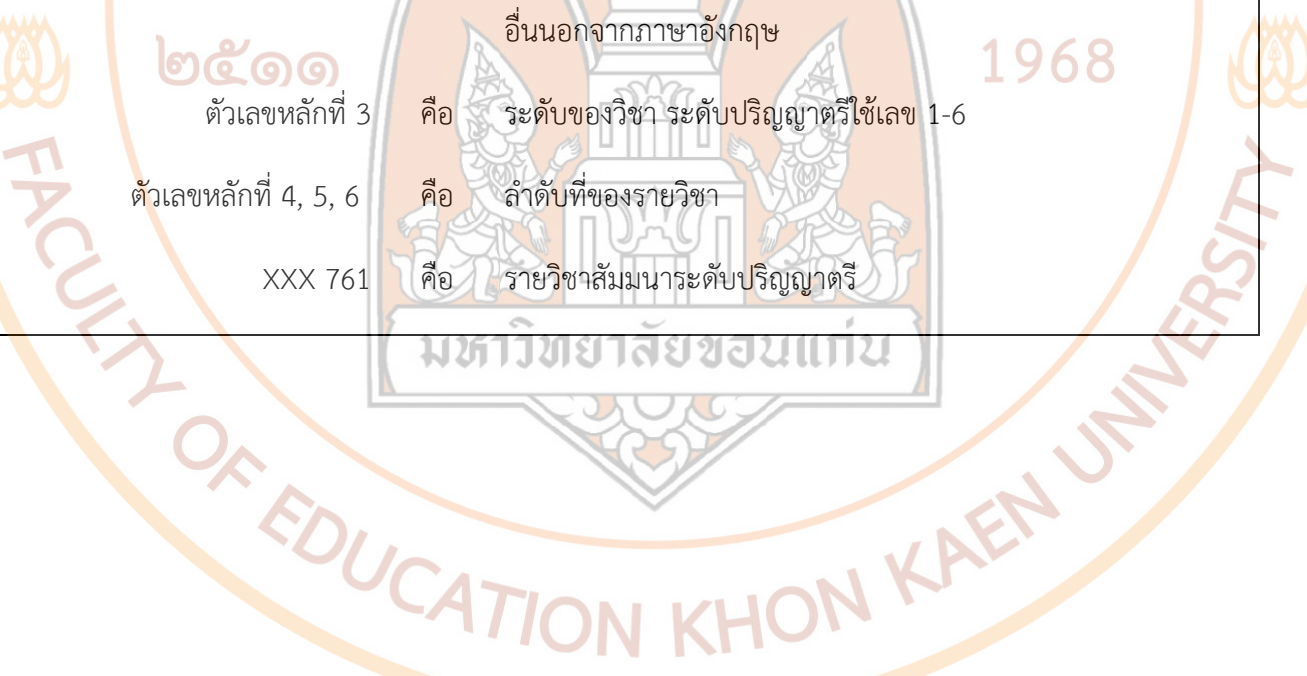 อื่นนอกจากภาษาอังกฤษ
๒๕๑๑ 1968
ตัวเลขหลักที่ 3 คือ ระดับของวิชา ระดับปริญญาตรีใช้เลข 1-6
ตัวเลขหลักที่ 4, 5, 6 คือ ลำดับที่ของรายวิชา
XXX 761 คือ รายวิชาสัมมนาระดับปริญญาตรี
มหาวิทยาลัยขอนแก่น
FACULTY OF EDUCATION KHON KAEN UNIVERSITY